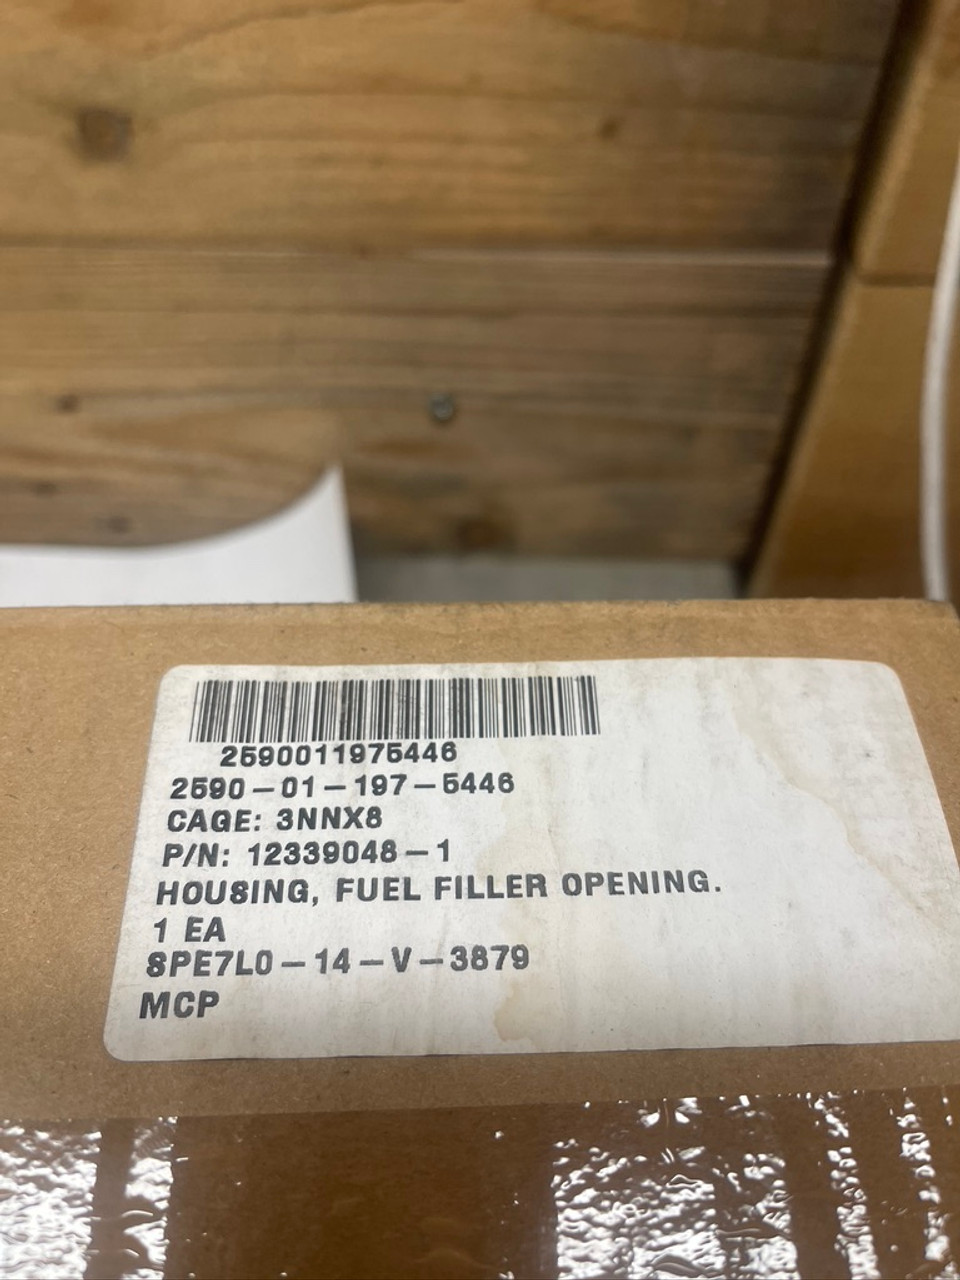 2590011975446
2590-01-197-5446
CAGE: 3NNX8
P/N: 12339048-1
HOUSING, FUEL FILLER OPENING.
1 EA
SPE7L0-14-V-3879
MCP